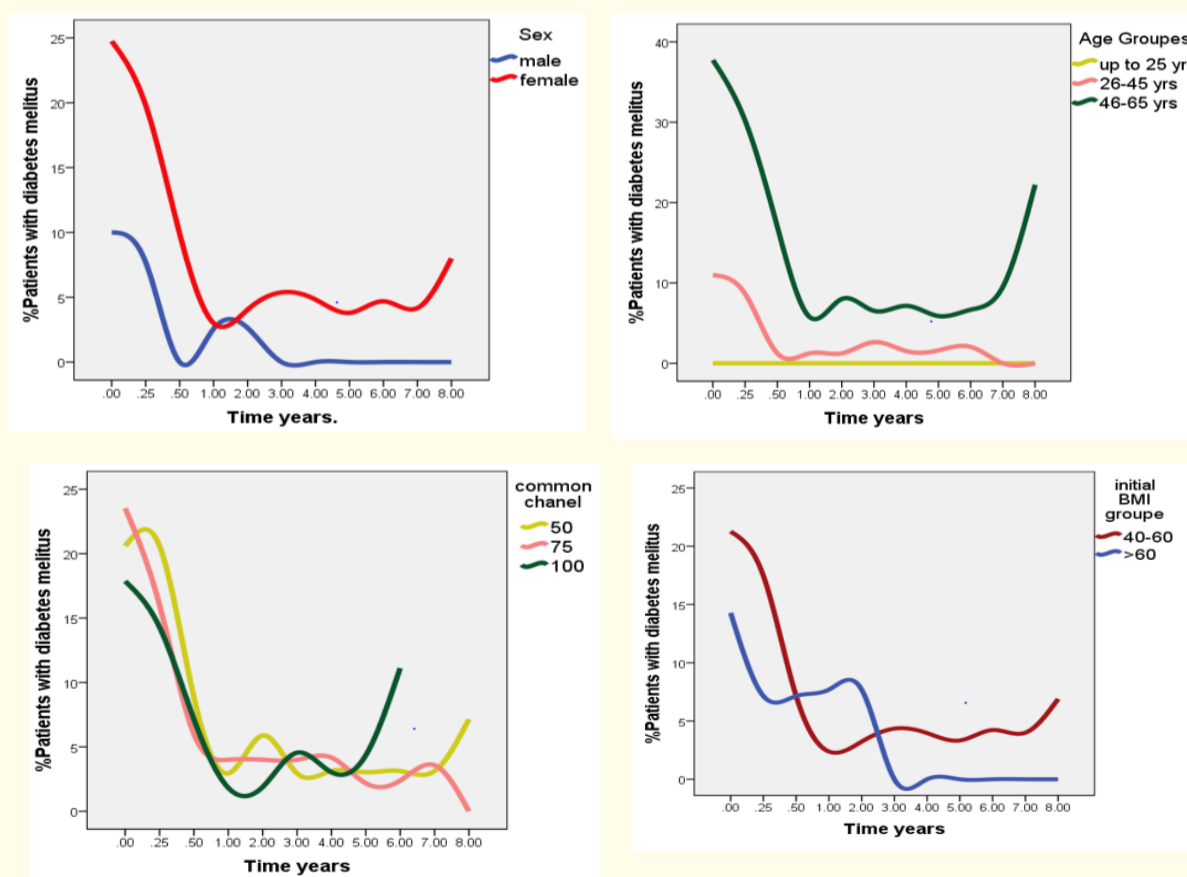 %Patients with diabetes melitus
25
20
15
10
5
0
.00 .25 .50 1.00 2.00 3.00 4.00 5.00 6.00 7.00 8.00
Time years.
Sex
male
female
%Patients with diabetes melitus
40
30
20
10
0
.00 .25 .50 1.00 2.00 3.00 4.00 5.00 6.00 7.00 8.00
Time years
Age Groupes
up to 25 yr
26-45 yrs
46-65 yrs
%Patients with diabetes melitus
25
20
15
10
5
0
.00 .25 .50 1.00 2.00 3.00 4.00 5.00 6.00 7.00 8.00
Time years
common
chanel
50
75
100
%Patients with diabetes melitus
25
20
15
10
5
0
.00 .25 .50 1.00 2.00 3.00 4.00 5.00 6.00 7.00 8.00
Time years
initial
BMI
groupe
40-60
>60